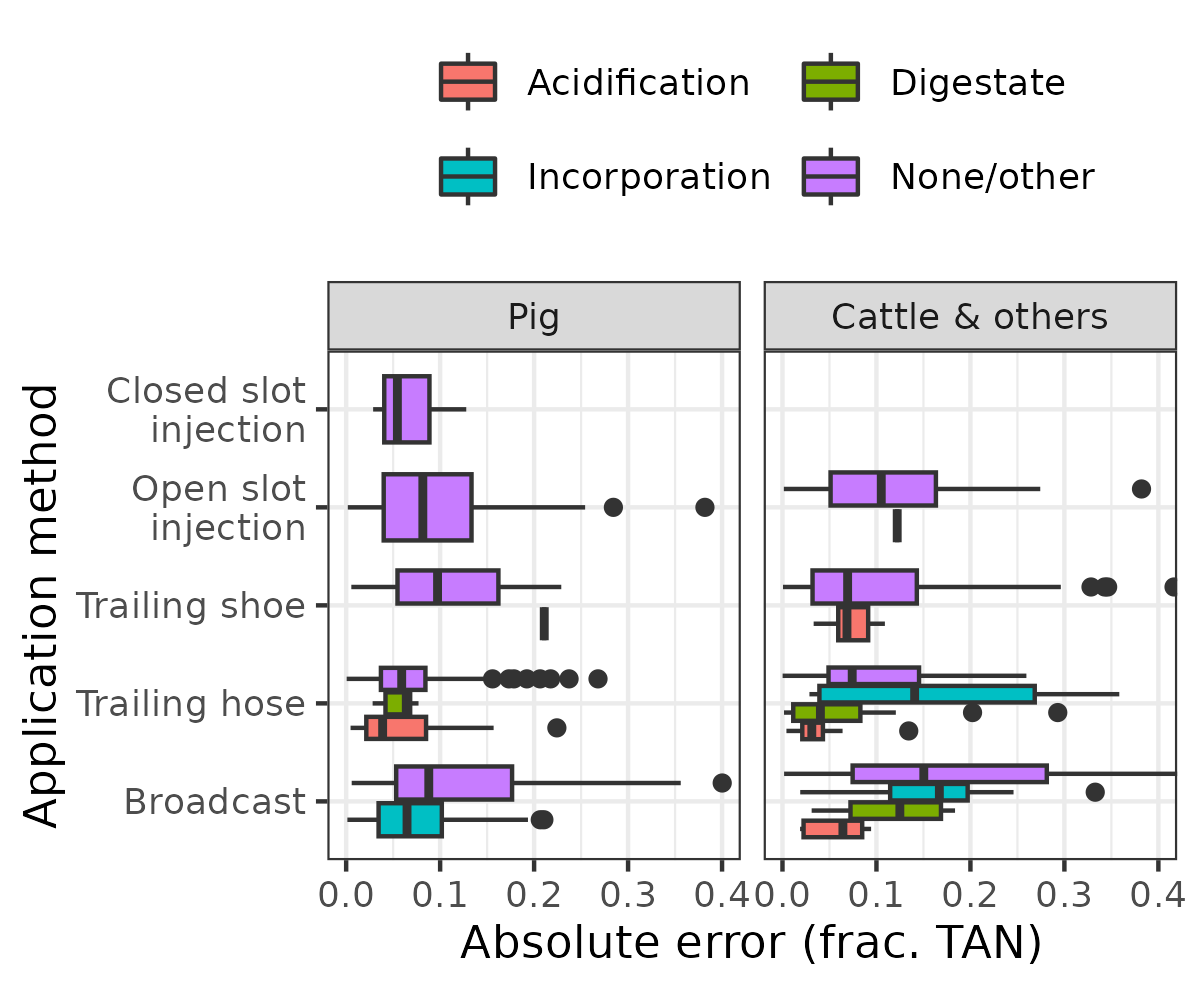 Acidification
Digestate
Incorporation
None/other
Pig
Cattle & others
Application method
Closed slot
injection
Open slot
injection
Trailing shoe
Trailing hose
Broadcast
0.0 0.1 0.2 0.3 0.4
0.0 0.1 0.2 0.3 0.4
Absolute error (frac. TAN)